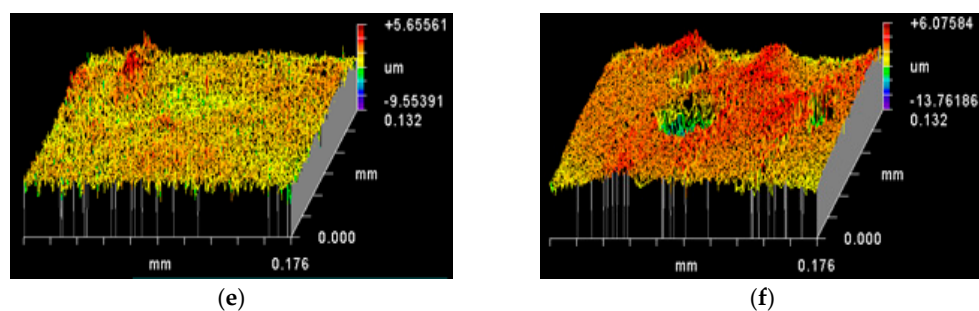 +5.65561
um
-9.55391
0.132
mm
0.000
mm
0.176
(e)
+6.07584
um
-13.76186
0.132
mm
0.000
mm
0.176
(f)